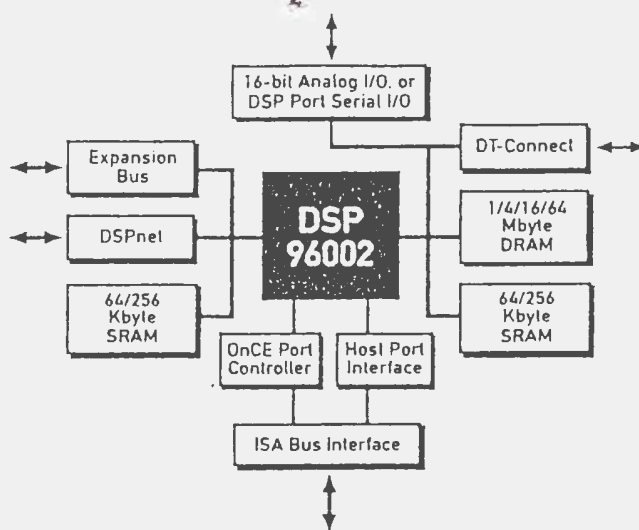 16-bit Analog I/O, or
DSP Port Serial I/O
Expansion
Bus
DT-Connect
DSPnet
DSP
96002
1/4/16/64
Mbyte
DRAM
64/256
Kbyte
SRAM
64/256
Kbyte
SRAM
OnCE Port
Controller
Host Port
Interface
ISA Bus Interface